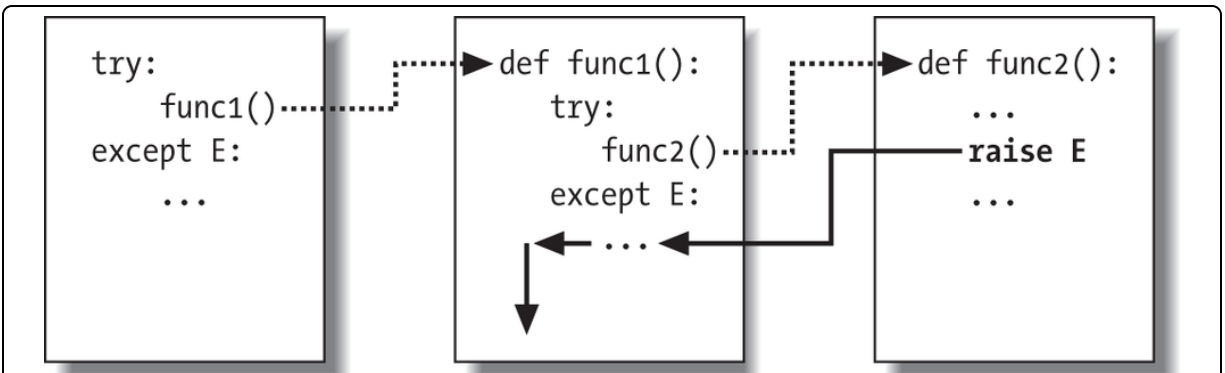 try:
func1()
except E:
...
def func1():
try:
func2()
except E:
...
def func2():
...
raise E
...